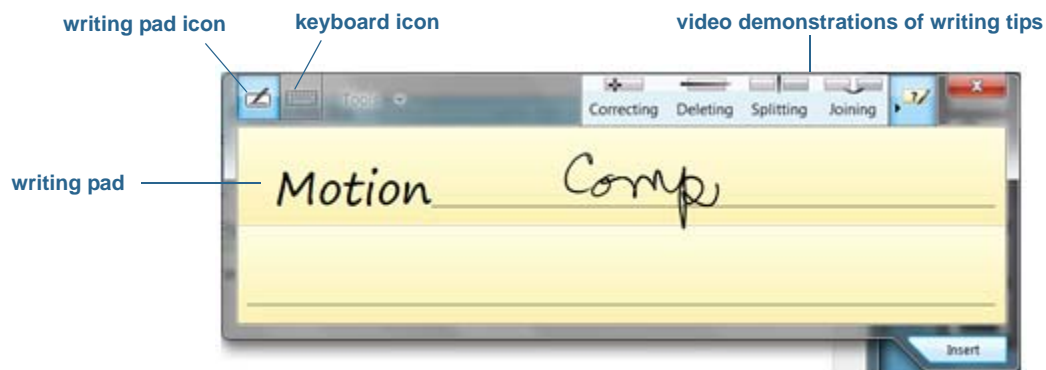 writing pad icon keyboard icon video demonstrations of writing tips
Tools
Correcting Deleting Splitting Joining
writing pad
Motion Comp
Insert